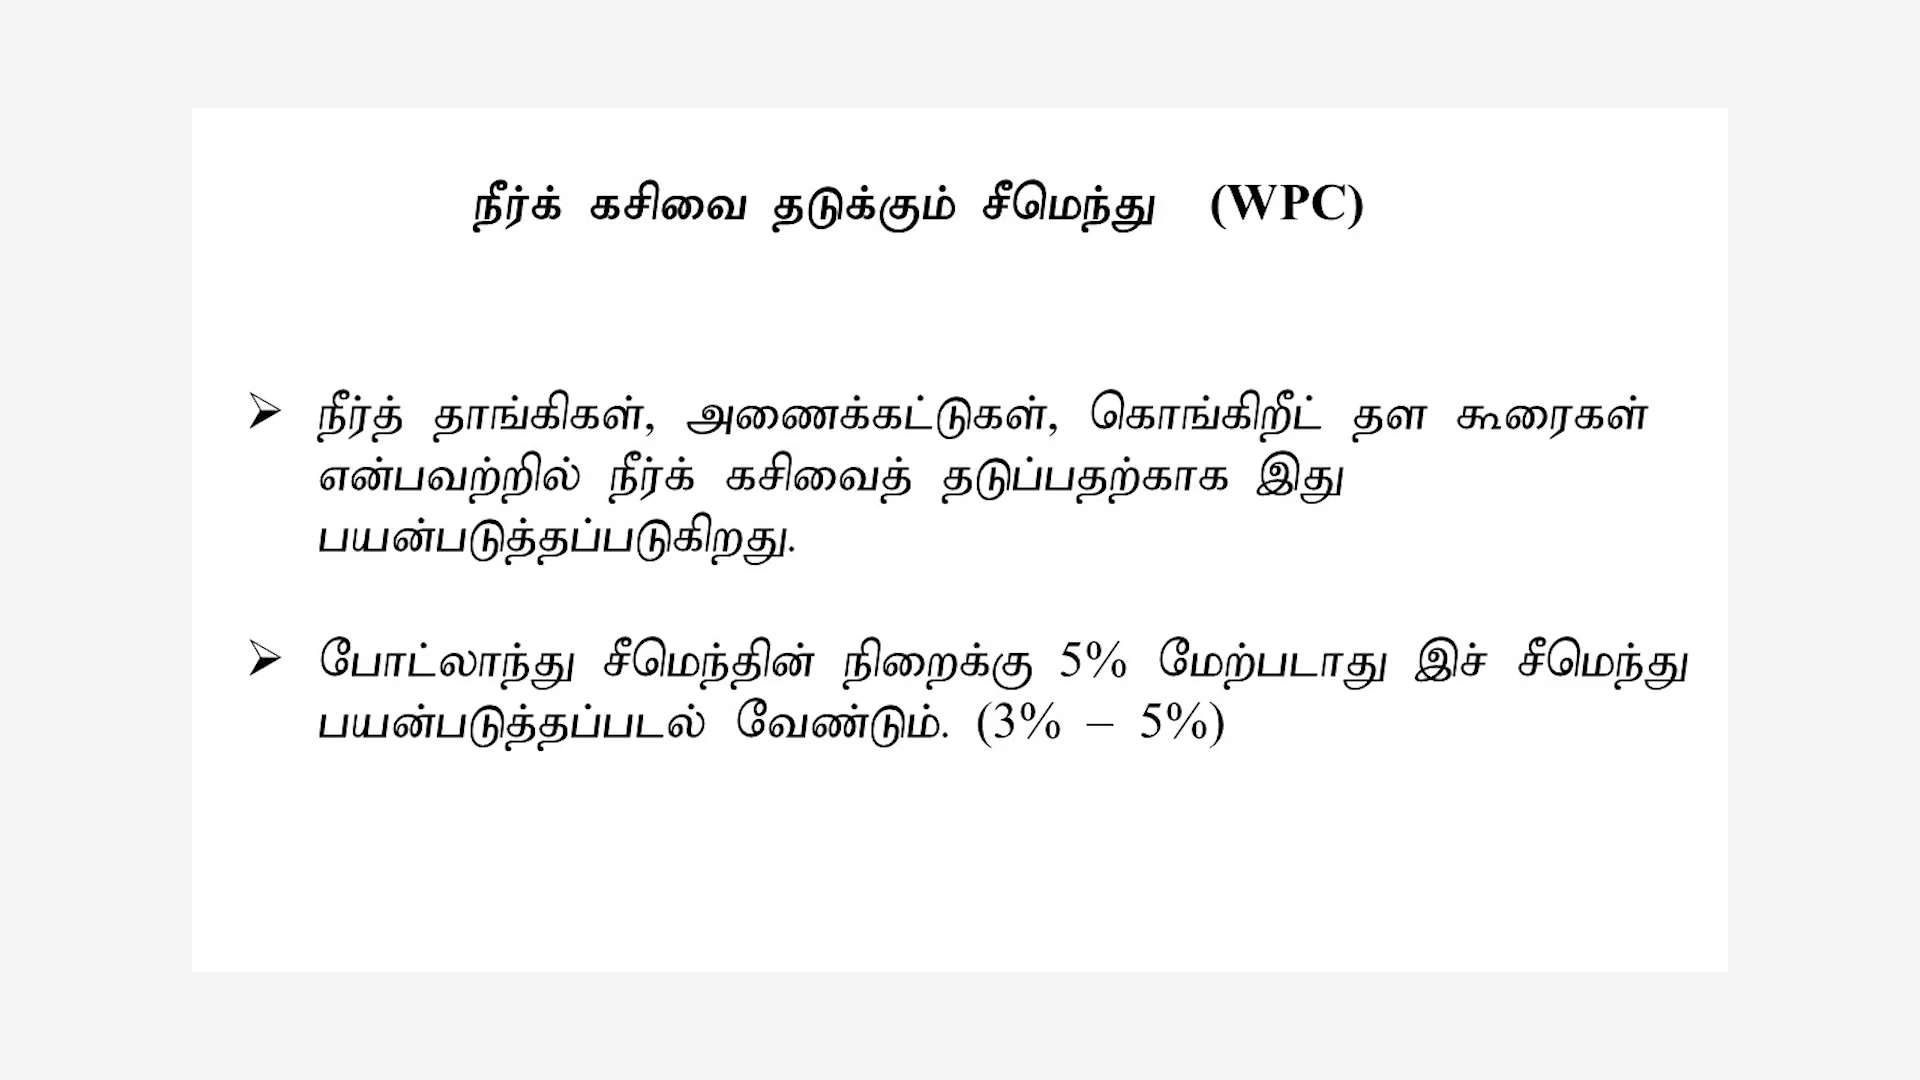 நீர்க் கசிவை தடுக்கும் சீமெந்து (WPC)
➢ நீர்த் தாங்கிகள், அணைக்கட்டுகள், கொங்கிறீட் தள கூரைகள்
என்பவற்றில் நீர்க் கசிவைத் தடுப்பதற்காக இது
பயன்படுத்தப்படுகிறது.
➢ போட்லாந்து சீமெந்தின் நிறைக்கு 5% மேற்படாது இச் சீமெந்து
பயன்படுத்தப்படல் வேண்டும். (3% – 5%)